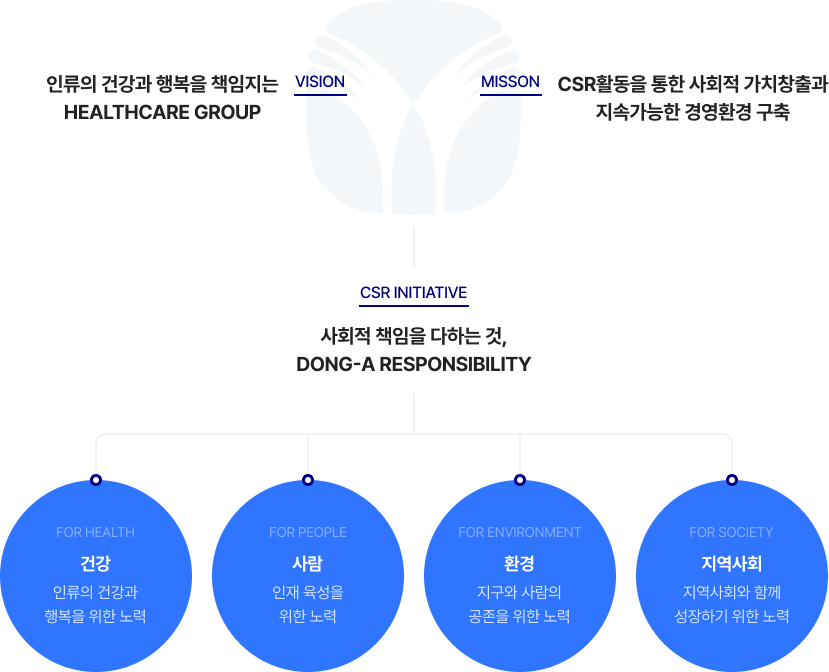 인류의 건강과 행복을 책임지는
HEALTHCARE GROUP
VISION
MISSON
CSR활동을 통한 사회적 가치창출과
지속가능한 경영환경 구축
CSR INITIATIVE
사회적 책임을 다하는 것,
DONG-A RESPONSIBILITY
FOR HEALTH
건강
인류의 건강과
행복을 위한 노력
FOR PEOPLE
사람
인재 육성을
위한 노력
FOR ENVIRONMENT
환경
지구와 사람의
공존을 위한 노력
FOR SOCIETY
지역사회
지역사회와 함께
성장하기 위한 노력